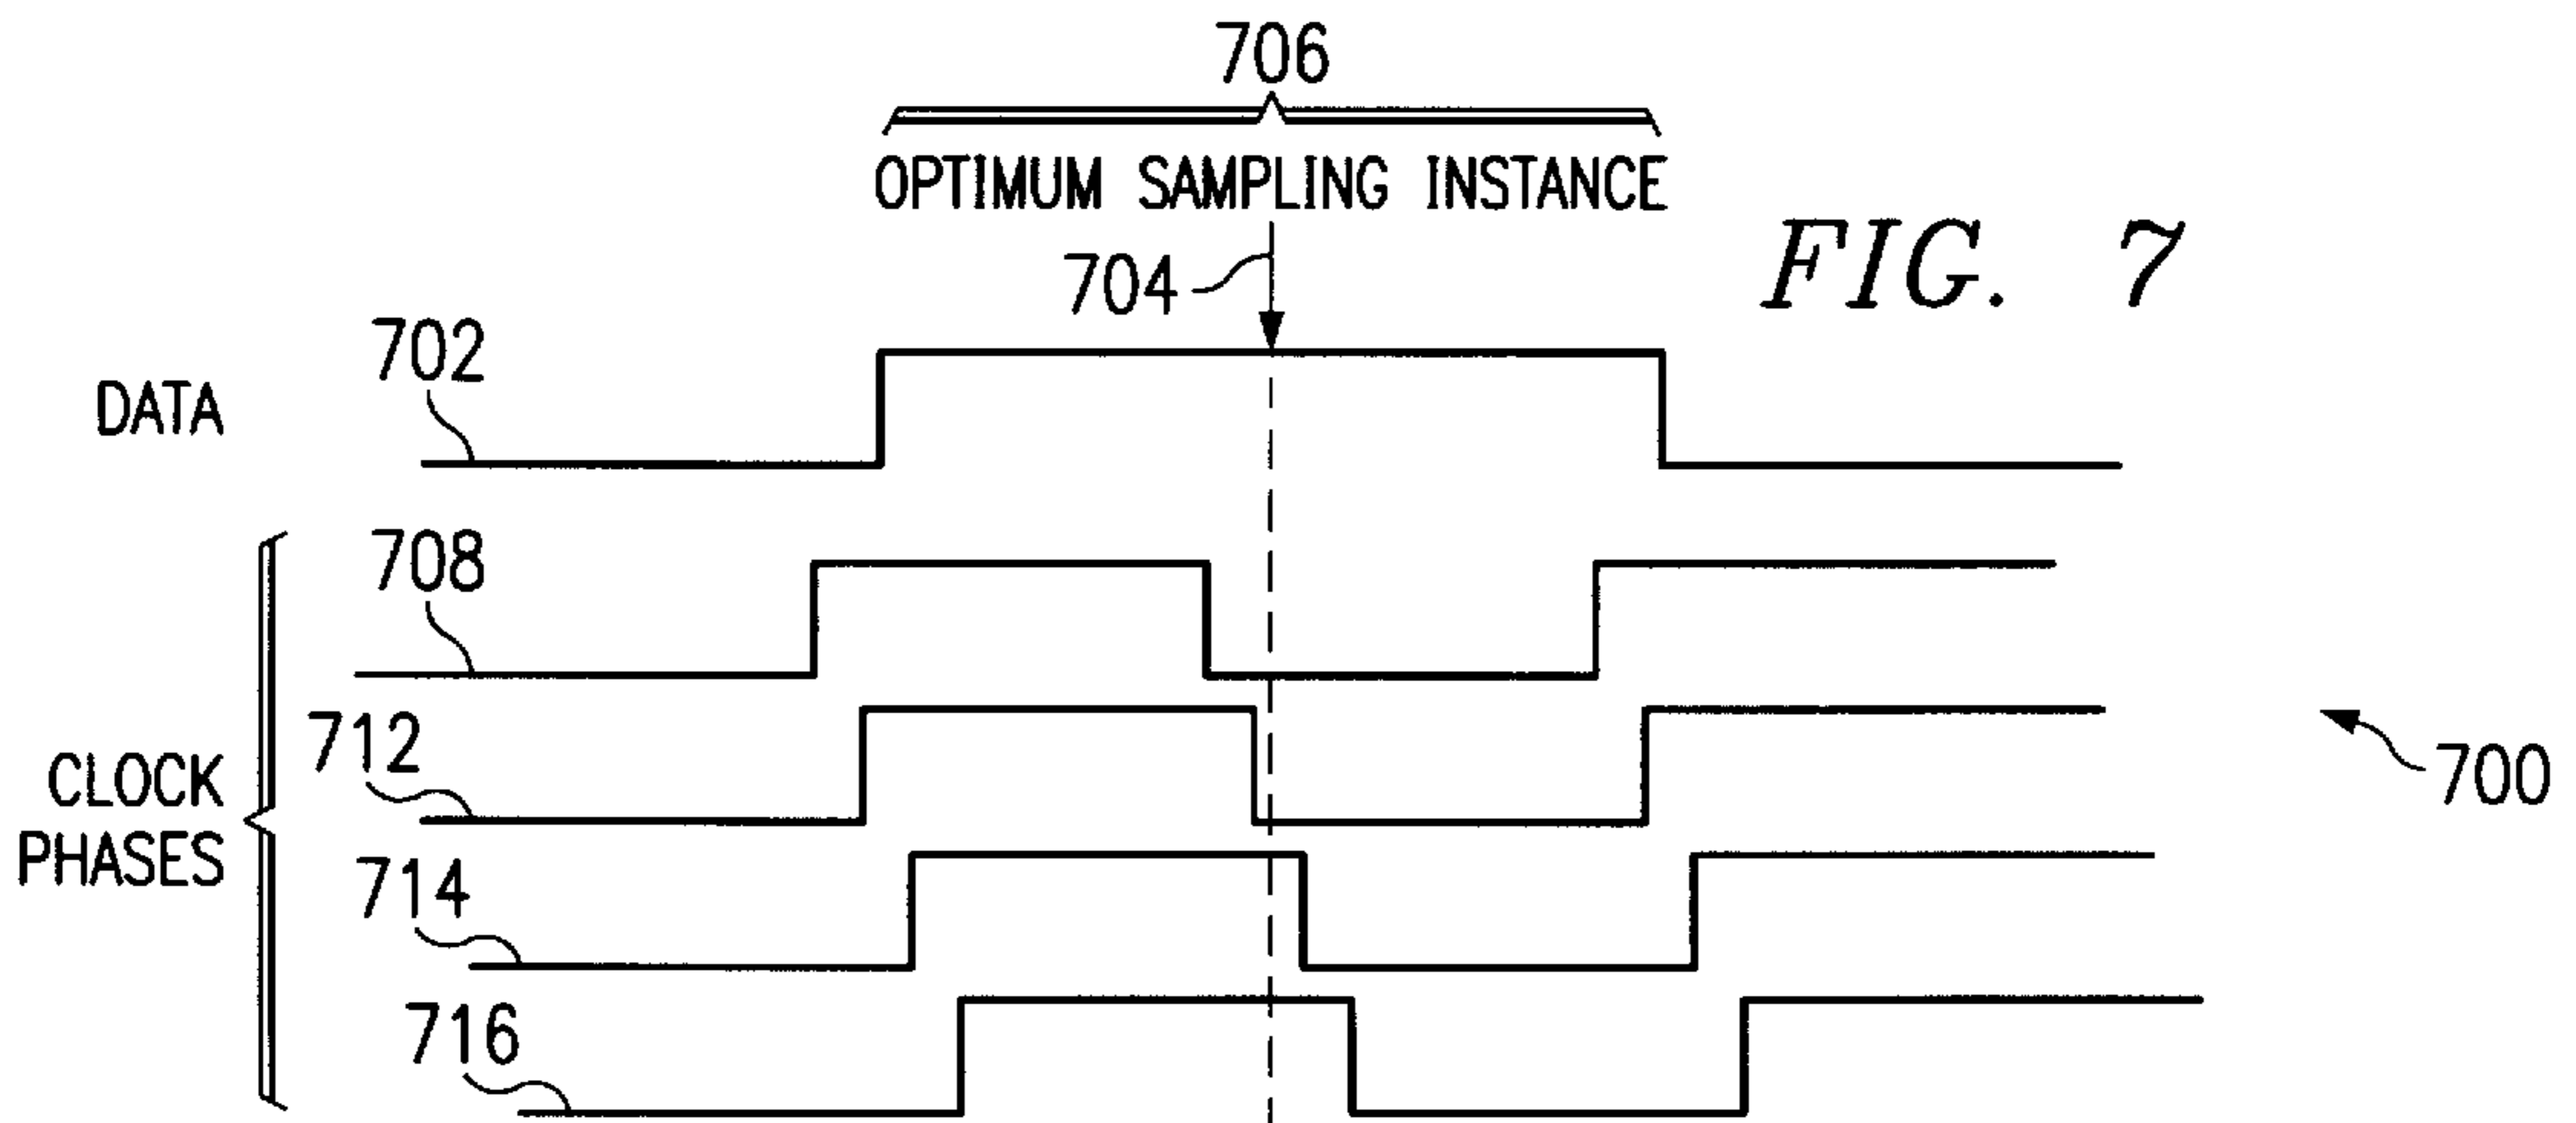 706
OPTIMUM SAMPLING INSTANCE
FIG. 7
704
702
DATA
708
712
CLOCK
PHASES
700
714
716